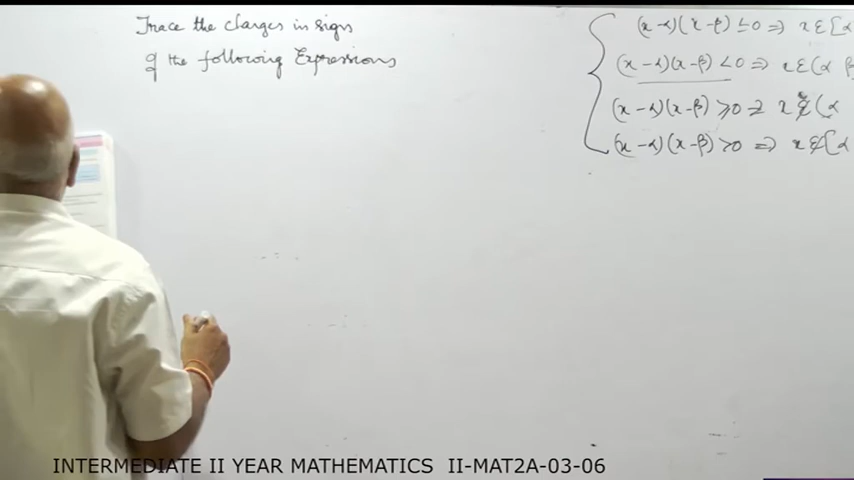 Trace the changes in signs
of the following Expressions
(x-α)(x-β) ≤0 ⇒ x ε [α
(x-α)(x-β) <0 ⇒ x ε (α β
(x-α)(x-β) ≥0 ⇒ x ∉ (α
(x-α)(x-β) >0 ⇒ x ∉ [α
INTERMEDIATE II YEAR MATHEMATICS II-MAT2A-03-06